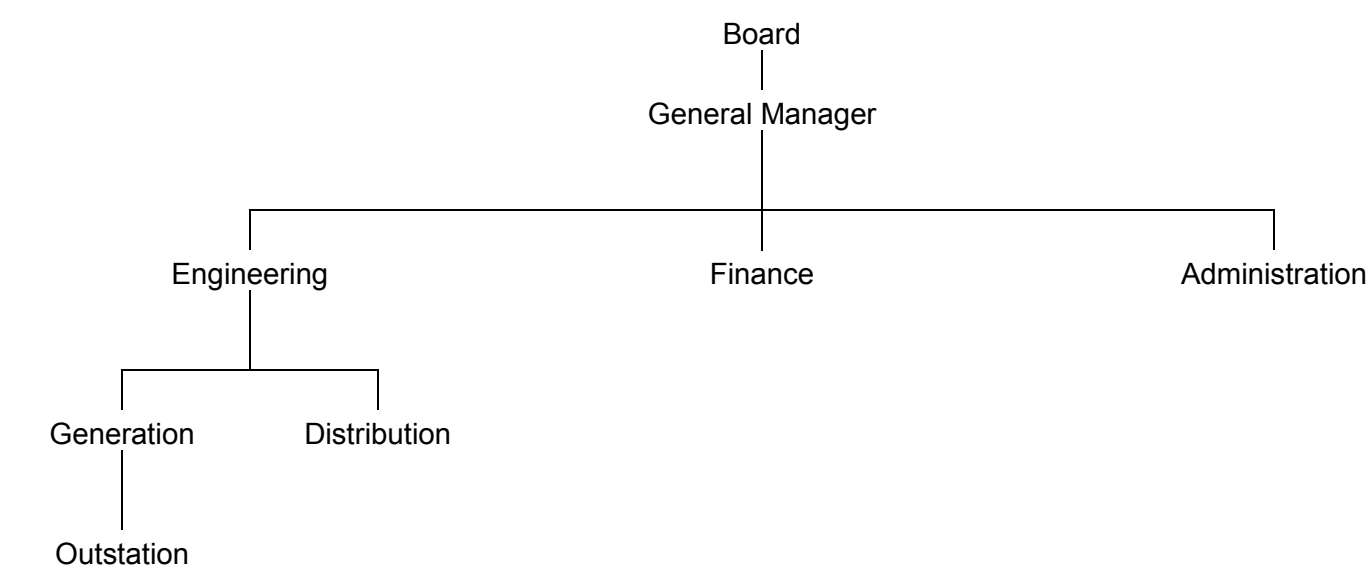 Board
General Manager
Engineering
Finance
Administration
Generation
Distribution
Outstation